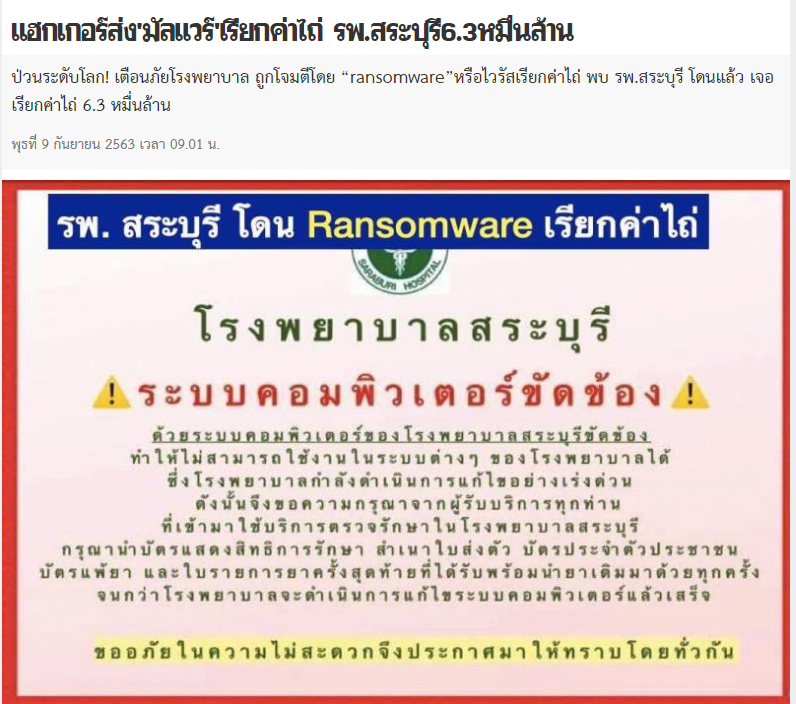 แฮกเกอร์ส่ง'มัลแวร์'เรียกค่าไถ่ รพ.สระบุรี6.3หมื่นล้าน
ป่วนระดับโลก! เตือนภัยโรงพยาบาล ถูกโจมตีโดย “ransomware”หรือไวรัสเรียกค่าไถ่ พบ รพ.สระบุรี โดนแล้ว เจอ
เรียกค่าไถ่ 6.3 หมื่นล้าน
พุธที่ 9 กันยายน 2563 เวลา 09.01 น.
รพ. สระบุรี โดน Ransomware เรียกค่าไถ่
SARABURI HOSPITAL
โรงพยาบาลสระบุรี
ระบบคอมพิวเตอร์ขัดข้อง
ด้วยระบบคอมพิวเตอร์ของโรงพยาบาลสระบุรีขัดข้อง
ทำให้ไม่สามารถใช้งานในระบบต่างๆ ของโรงพยาบาลได้
ซึ่งโรงพยาบาลกำลังดำเนินการแก้ไขอย่างเร่งด่วน
ดังนั้นจึงขอความกรุณาจากผู้รับบริการทุกท่าน
ที่เข้ามาใช้บริการตรวจรักษาในโรงพยาบาลสระบุรี
กรุณานำบัตรแสดงสิทธิการรักษา สำเนาใบส่งตัว บัตรประจำตัวประชาชน
บัตรแพ้ยา และใบรายการยาครั้งสุดท้ายที่ได้รับพร้อมนำยาเดิมมาด้วยทุกครั้ง
จนกว่าโรงพยาบาลจะดำเนินการแก้ไขระบบคอมพิวเตอร์แล้วเสร็จ
ขออภัยในความไม่สะดวกจึงประกาศมาให้ทราบโดยทั่วกัน